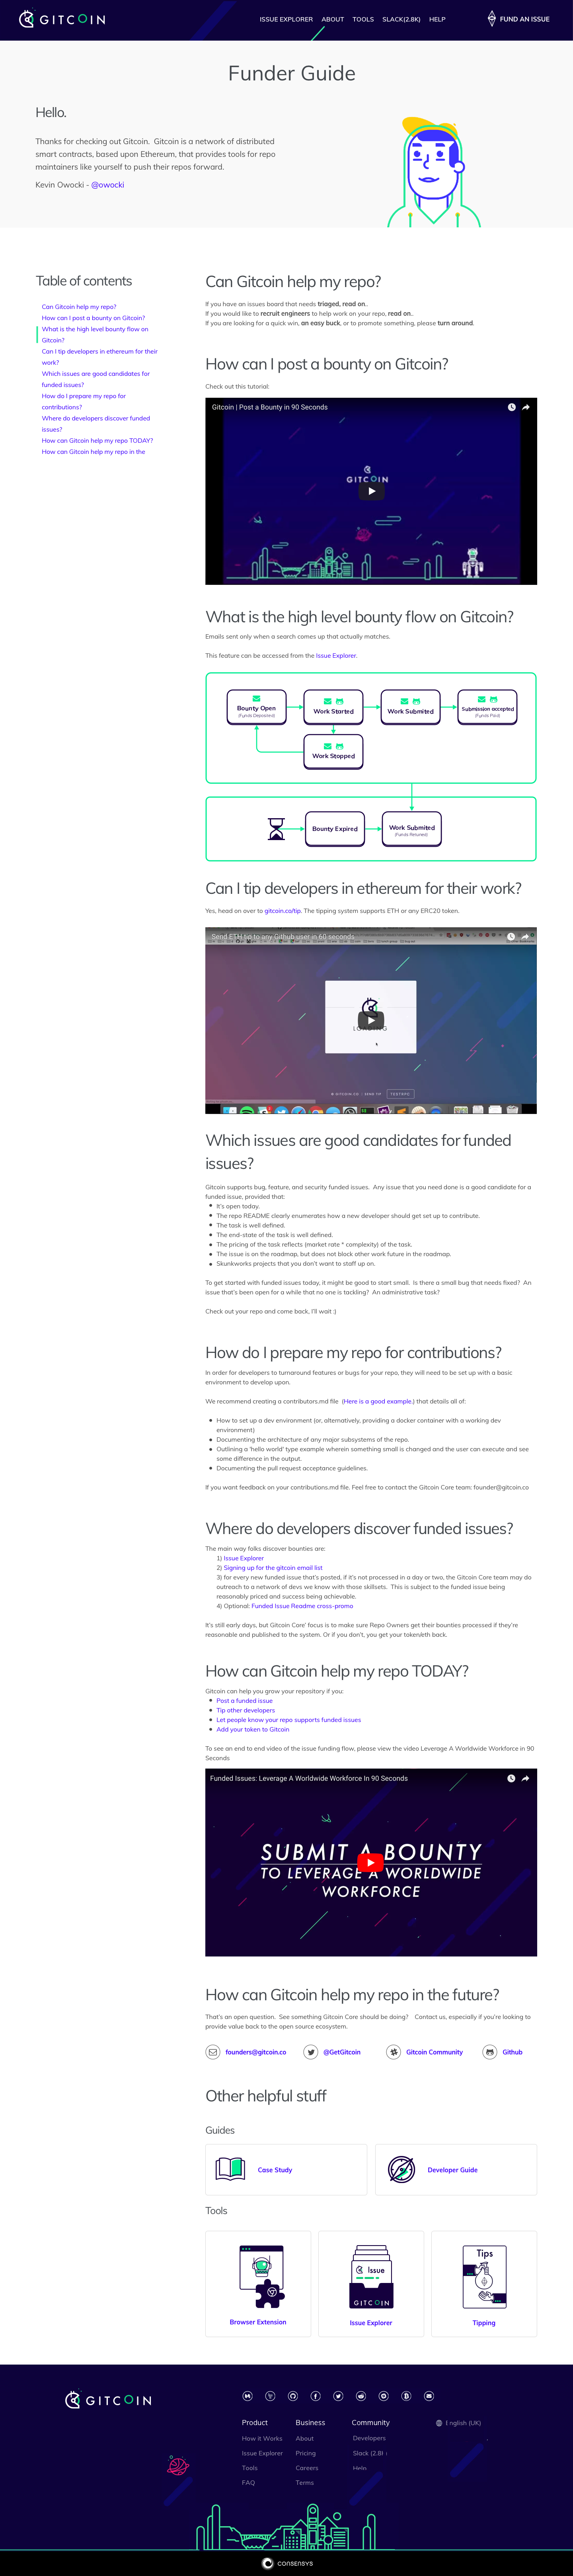 GITCOIN
ISSUE EXPLORER ABOUT TOOLS SLACK(2.8K) HELP
FUND AN ISSUE
Funder Guide
Hello.
Thanks for checking out Gitcoin. Gitcoin is a network of distributed
smart contracts, based upon Ethereum, that provides tools for repo
maintainers like yourself to push their repos forward.
Kevin Owocki - @owocki
Table of contents
Can Gitcoin help my repo?
How can I post a bounty on Gitcoin?
What is the high level bounty flow on
Gitcoin?
Can I tip developers in ethereum for their
work?
Which issues are good candidates for
funded issues?
How do I prepare my repo for
contributions?
Where do developers discover funded
issues?
How can Gitcoin help my repo TODAY?
How can Gitcoin help my repo in the
Can Gitcoin help my repo?
If you have an issues board that needs triaged, read on..
If you would like to recruit engineers to help work on your repo, read on..
If you are looking for a quick win, an easy buck, or to promote something, please turn around.
How can I post a bounty on Gitcoin?
Check out this tutorial:
Gitcoin | Post a Bounty in 90 Seconds
GITCOIN
What is the high level bounty flow on Gitcoin?
Emails sent only when a search comes up that actually matches.
This feature can be accessed from the Issue Explorer.
Bounty Open
(Funds Deposited)
Work Started
Work Submited
Submission accepted
(Funds Paid)
Work Stopped
Bounty Expired
Work Submited
(Funds Returned)
Can I tip developers in ethereum for their work?
Yes, head on over to gitcoin.co/tip. The tipping system supports ETH or any ERC20 token.
Send ETH tip to any Github user in 60 seconds
LOADING
Which issues are good candidates for funded
issues?
Gitcoin supports bug, feature, and security funded issues. Any issue that you need done is a good candidate for a
funded issue, provided that:
It's open today.
The repo README clearly enumerates how a new developer should get set up to contribute.
The task is well defined.
The end-state of the task is well defined.
The pricing of the task reflects (market rate * complexity) of the task.
The issue is on the roadmap, but does not block other work future in the roadmap.
Skunkworks projects that you don't want to staff up on.
To get started with funded issues today, it might be good to start small. Is there a small bug that needs fixed? An
issue that's been open for a while that no one is tackling? An administrative task?
Check out your repo and come back, I'll wait :)
How do I prepare my repo for contributions?
In order for developers to turnaround features or bugs for your repo, they will need to be set up with a basic
environment to develop upon.
We recommend creating a contributors.md file (Here is a good example.) that details all of:
How to set up a dev environment (or, alternatively, providing a docker container with a working dev
environment)
Documenting the architecture of any major subsystems of the repo.
Outlining a 'hello world' type example wherein something small is changed and the user can execute and see
some difference in the output.
Documenting the pull request acceptance guidelines.
If you want feedback on your contributions.md file. Feel free to contact the Gitcoin Core team: founder@gitcoin.co
Where do developers discover funded issues?
The main way folks discover bounties are:
1) Issue Explorer
2) Signing up for the gitcoin email list
3) for every new funded issue that's posted, if it's not processed in a day or two, the Gitcoin Core team may do
outreach to a network of devs we know with those skillsets. This is subject to the funded issue being
reasonably priced and success being achievable.
4) Optional: Funded Issue Readme cross-promo
It's still early days, but Gitcoin Core' focus is to make sure Repo Owners get their bounties processed if they're
reasonable and published to the system. Or if you don't, you get your token/eth back.
How can Gitcoin help my repo TODAY?
Gitcoin can help you grow your repository if you:
Post a funded issue
Tip other developers
Let people know your repo supports funded issues
Add your token to Gitcoin
To see an end to end video of the issue funding flow, please view the video Leverage A Worldwide Workforce in 90
Seconds
Funded Issues: Leverage A Worldwide Workforce In 90 Seconds
SUBMIT A BOUNTY
TO LEVERAGE A WORLDWIDE
WORKFORCE
How can Gitcoin help my repo in the future?
That's an open question. See something Gitcoin Core should be doing? Contact us, especially if you're looking to
provide value back to the open source ecosystem.
founders@gitcoin.co
@GetGitcoin
Gitcoin Community
Github
Other helpful stuff
Guides
Case Study
Developer Guide
Tools
Issue
GITCOIN
Tips
Browser Extension
Issue Explorer
Tipping
GITCOIN
Product Business Community
English (UK)
How it Works About Developers
Issue Explorer Pricing Slack (2.8K
Tools Careers Help
FAQ Terms
CONSENSYS